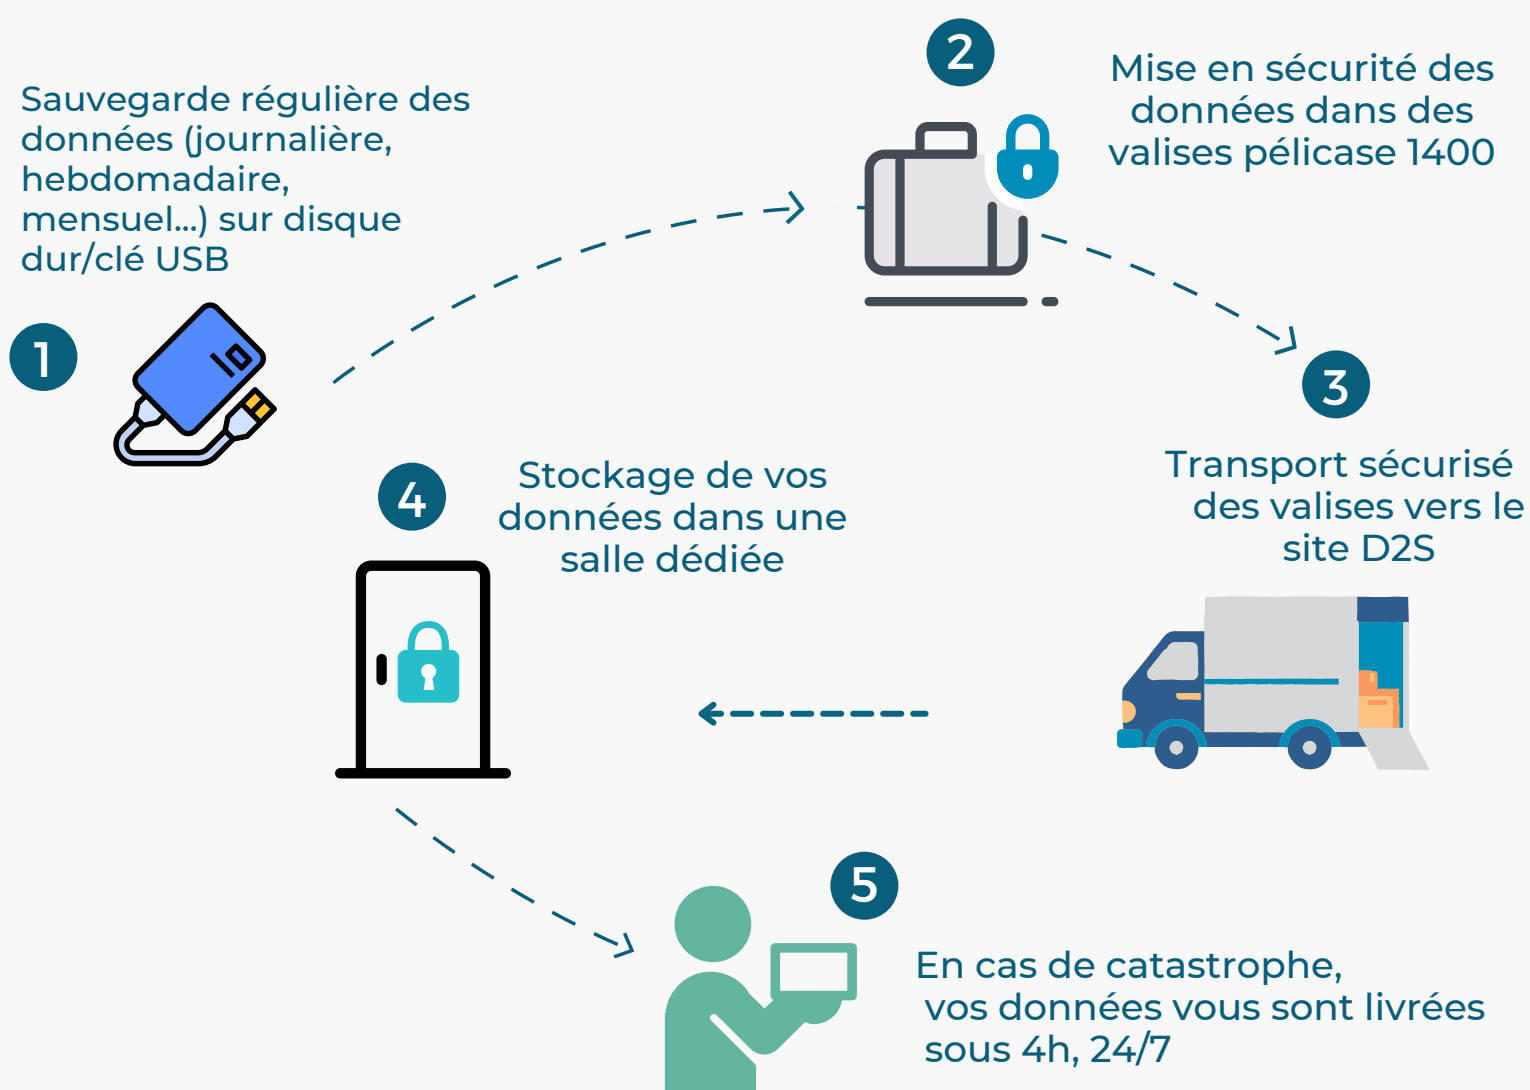 1
Sauvegarde régulière des
données (journalière,
hebdomadaire,
mensuel...) sur disque
dur/clé USB
2
Mise en sécurité des
données dans des
valises pélicase 1400
3
Transport sécurisé
des valises vers le
site D2S
4
Stockage de vos
données dans une
salle dédiée
5
En cas de catastrophe,
vos données vous sont livrées
sous 4h, 24/7